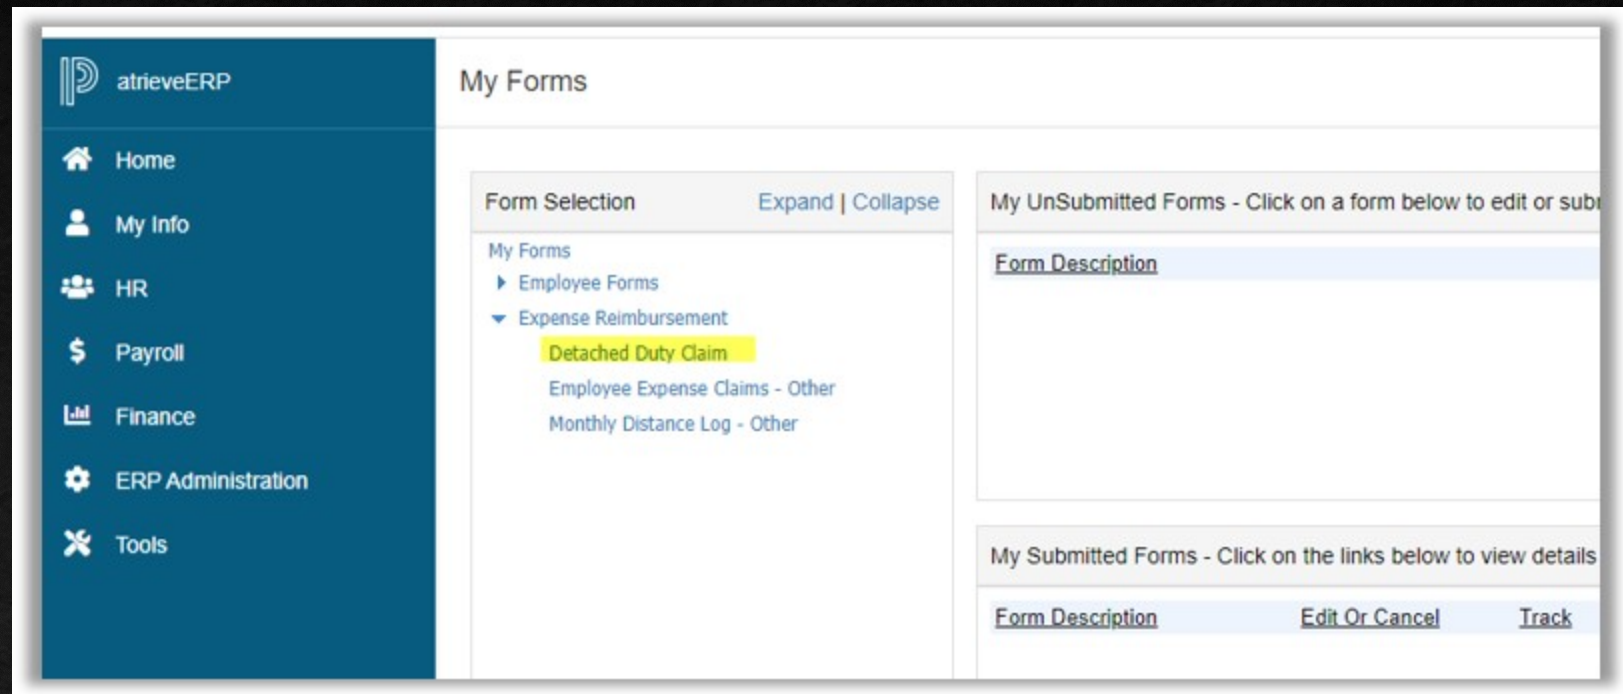 atrieveERP
Home
My Info
HR
Payroll
Finance
ERP Administration
Tools
My Forms
Form Selection
Expand | Collapse
My Forms
Employee Forms
Expense Reimbursement
Detached Duty Claim
Employee Expense Claims - Other
Monthly Distance Log - Other
My UnSubmitted Forms - Click on a form below to edit or
Form Description
My Submitted Forms - Click on the links below to view details
Form Description
Edit Or Cancel
Track